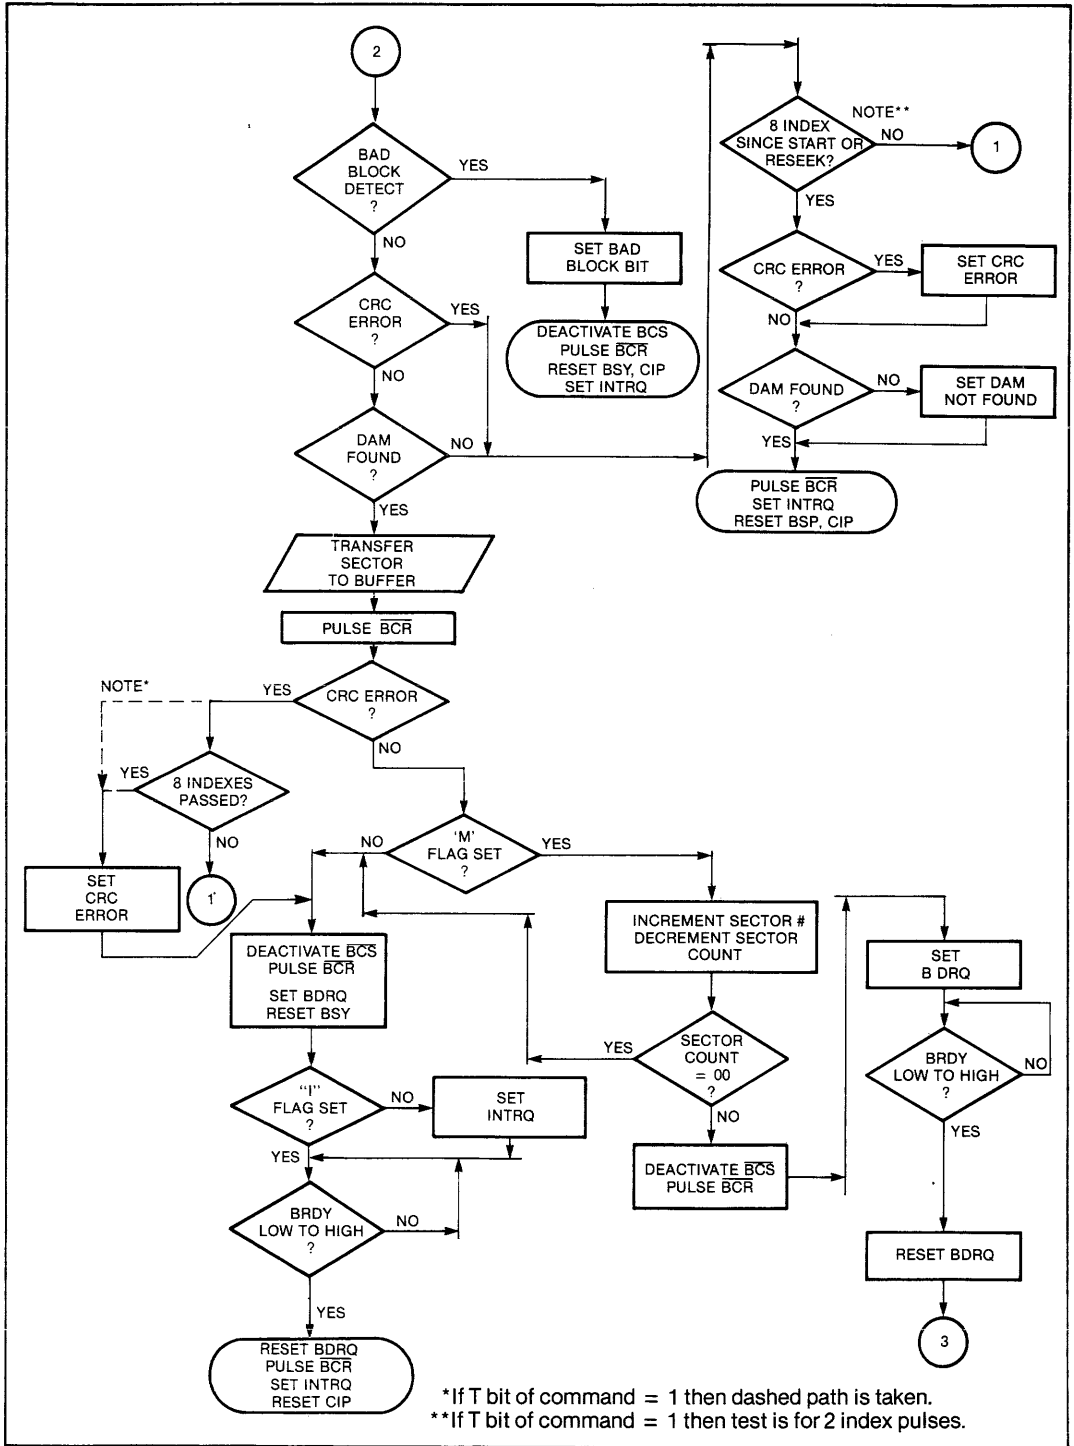 2
BAD
BLOCK
DETECT
?
YES
NO
SET BAD
BLOCK BIT
DEACTIVATE BCS
PULSE BCR
RESET BSY, CIP
SET INTRQ
CRC
ERROR
?
YES
NO
DAM
FOUND
?
NO
YES
NOTE**
8 INDEX
SINCE START OR
RESEEK?
NO
1
YES
CRC ERROR
?
YES
SET CRC
ERROR
NO
DAM FOUND
?
NO
SET DAM
NOT FOUND
YES
PULSE BCR
SET INTRQ
RESET BSP, CIP
TRANSFER
SECTOR
TO BUFFER
PULSE BCR
CRC ERROR
?
YES
NOTE*
NO
8 INDEXES
PASSED?
YES
NO
1
SET
CRC
ERROR
'M'
FLAG SET
?
NO
YES
DEACTIVATE BCS
PULSE BCR
SET BDRQ
RESET BSY
"I"
FLAG SET
?
NO
SET
INTRQ
YES
BRDY
LOW TO HIGH
?
NO
YES
RESET BDRQ
PULSE BCR
SET INTRQ
RESET CIP
INCREMENT SECTOR #
DECREMENT SECTOR
COUNT
SECTOR
COUNT
= 00
?
YES
NO
DEACTIVATE BCS
PULSE BCR
SET
B DRQ
BRDY
LOW TO HIGH
?
NO
YES
RESET BDRQ
3
*If T bit of command = 1 then dashed path is taken.
**If T bit of command = 1 then test is for 2 index pulses.